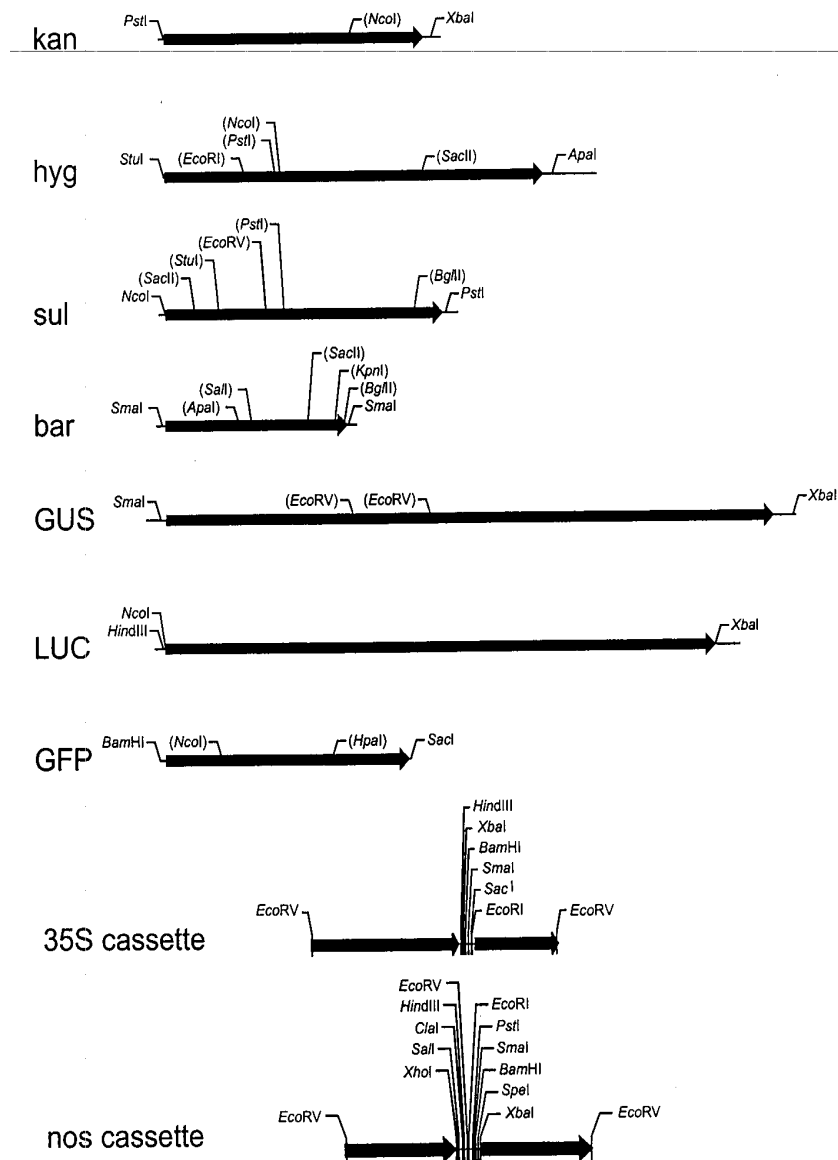 kan PstI (NcoI) XbaI
(NcoI)
(PstI)
hyg StuI (EcoRI) (SacII) ApaI
(PstI)
(EcoRV)
(StuI)
(SacII) (BglII)
sul NcoI PstI
(SacII)
(SalI) (KpnI)
(ApaI) (BglII)
bar SmaI SmaI
GUS SmaI (EcoRV) (EcoRV) XbaI
NcoI
LUC HindIII XbaI
GFP BamHI (NcoI) (HpaI) SacI
HindIII
XbaI
BamHI
SmaI
SacI
EcoRV EcoRI EcoRV
35S cassette
EcoRV
HindIII EcoRI
ClaI PstI
SalI SmaI
XhoI BamHI
SpeI
EcoRV XbaI EcoRV
nos cassette